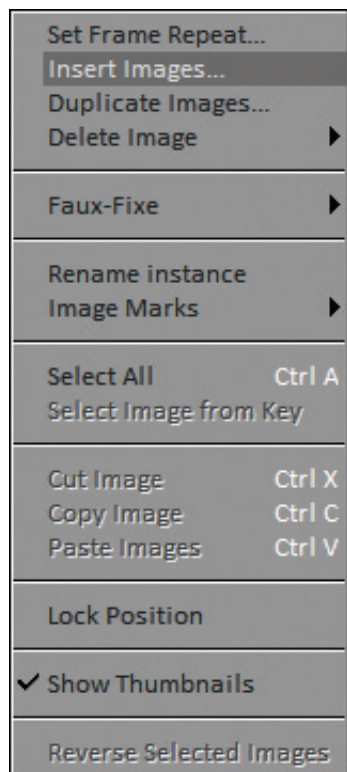 Set Frame Repeat...
Insert Images...
Duplicate Images...
Delete Image
Faux-Fixe
Rename instance
Image Marks
Select All Ctrl A
Select Image from Key
Cut Image Ctrl X
Copy Image Ctrl C
Paste Images Ctrl V
Lock Position
Show Thumbnails
Reverse Selected Images